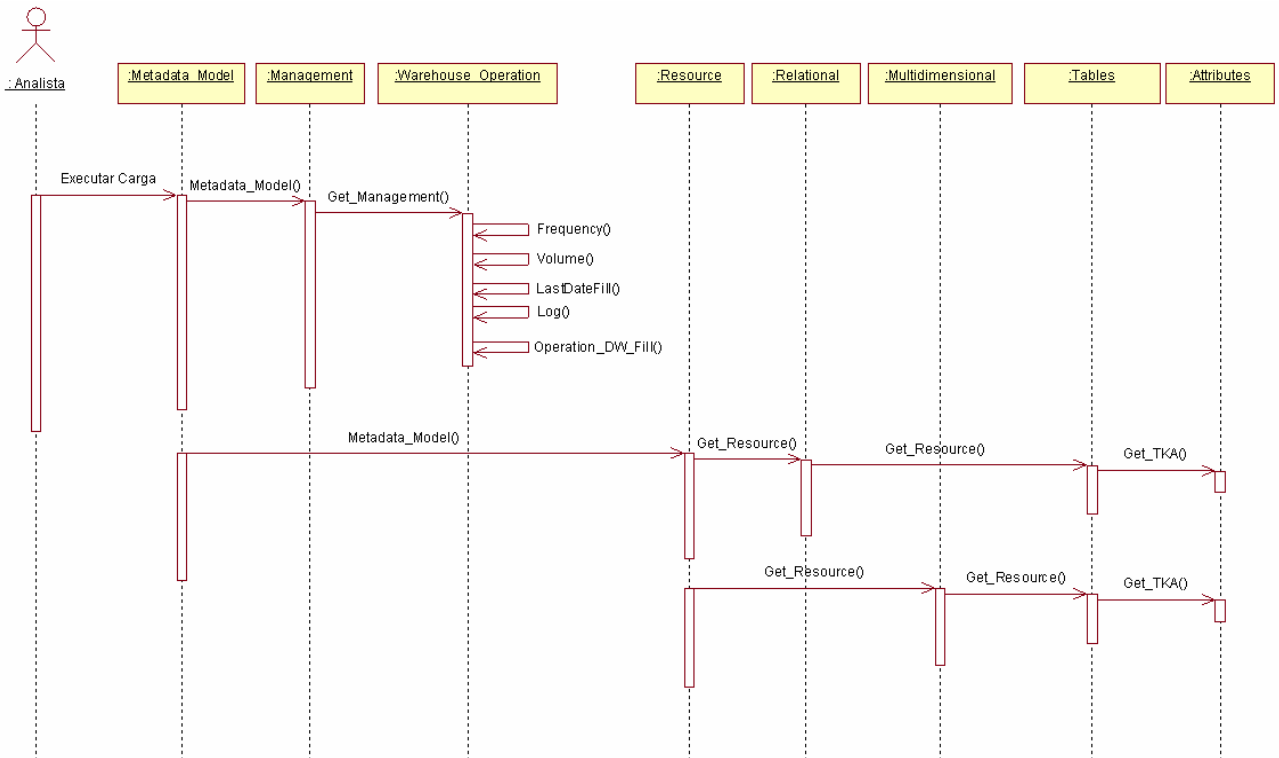 : Analista
:Metadata_Model
:Management
:Warehouse_Operation
:Resource
:Relational
:Multidimensional
:Tables
:Attributes
Executar Carga
Metadata_Model()
Get_Management()
Frequency()
Volume()
LastDateFill()
Log()
Operation_DW_Fill()
Metadata_Model()
Get_Resource()
Get_Resource()
Get_TKA()
Get_Resource()
Get_Resource()
Get_TKA()